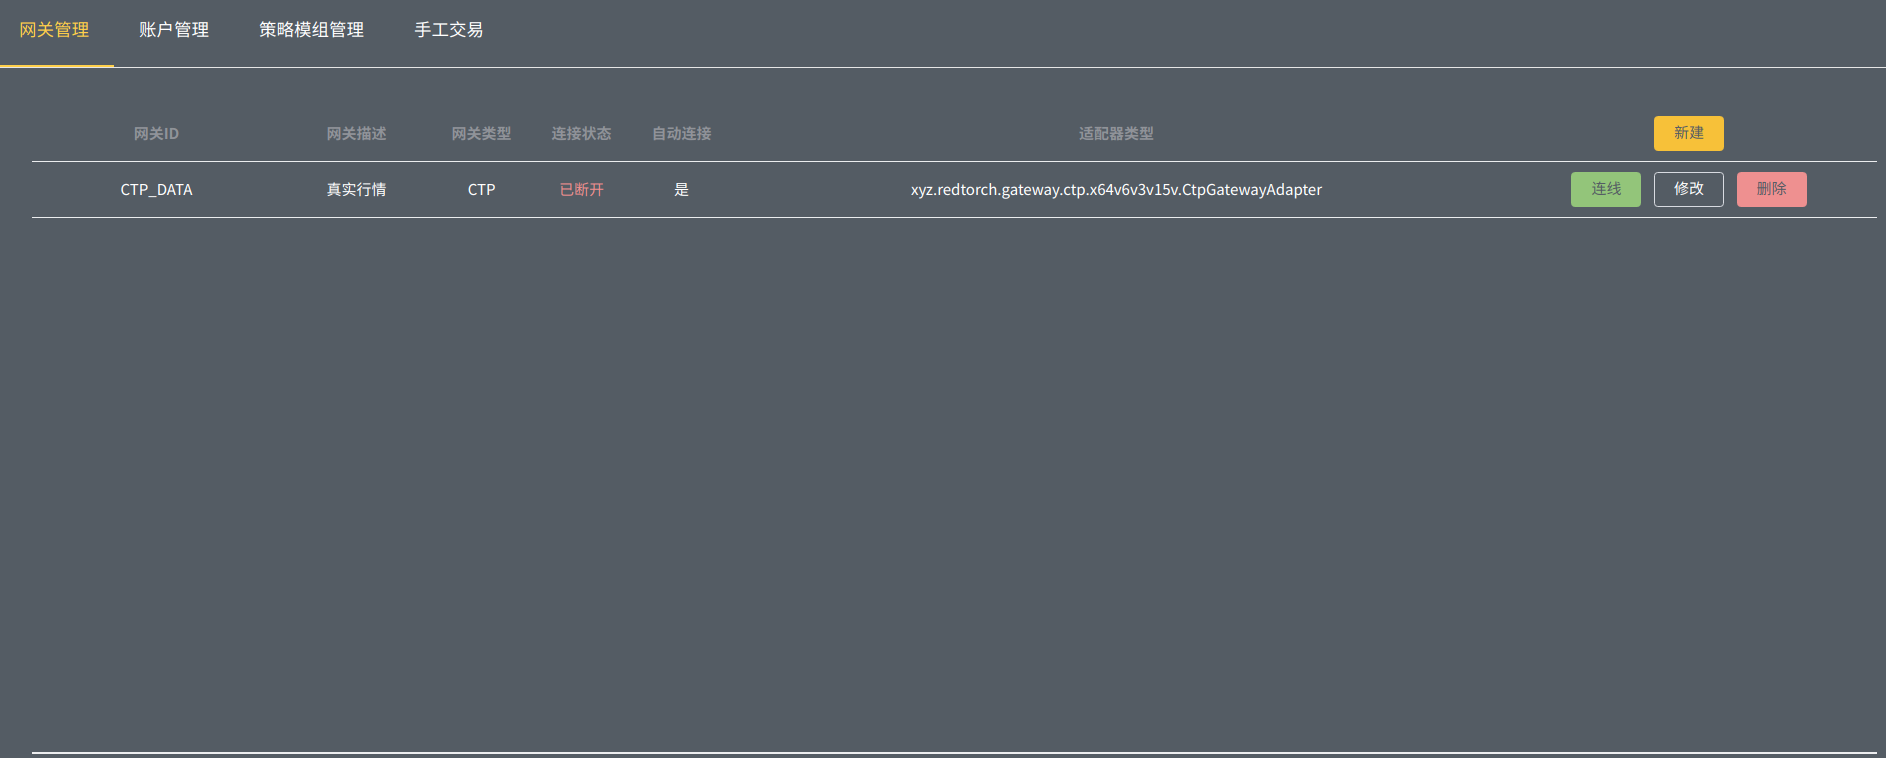 网关管理 账户管理 策略模组管理 手工交易
网关ID 网关描述 网关类型 连接状态 自动连接 适配器类型 新建
CTP_DATA 真实行情 CTP 已断开 是 xyz.redtorch.gateway.ctp.x64v6v3v15v.CtpGatewayAdapter 连线 修改 删除